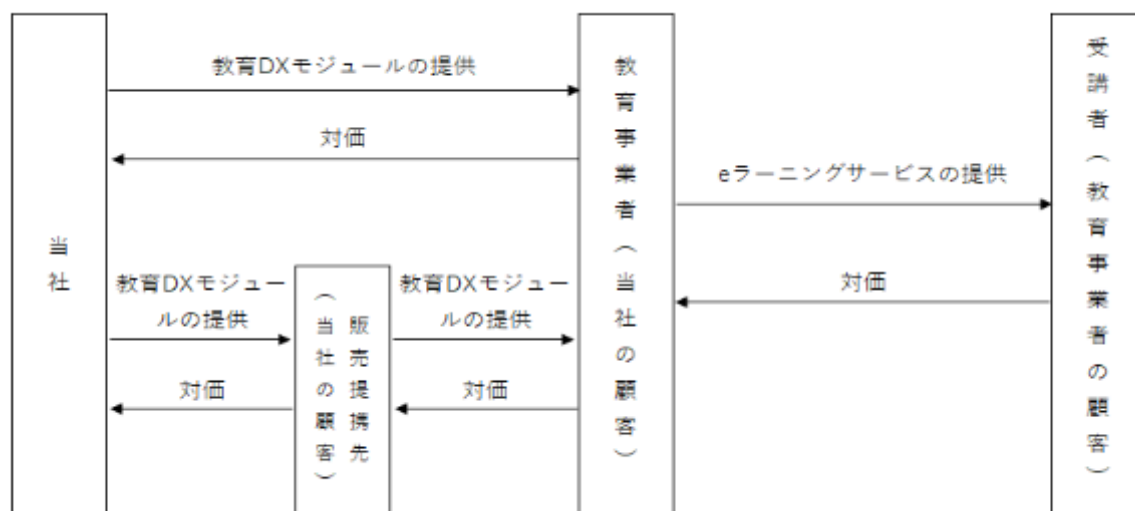 当社
教育DXモジュールの提供
対価
教育DXモジュー
ルの提供
対価
販売提携先
（当社の顧客）
教育DXモジュー
ルの提供
対価
教育事業者（当社の顧客）
eラーニングサービスの提供
対価
受講者（教育事業者の顧客）